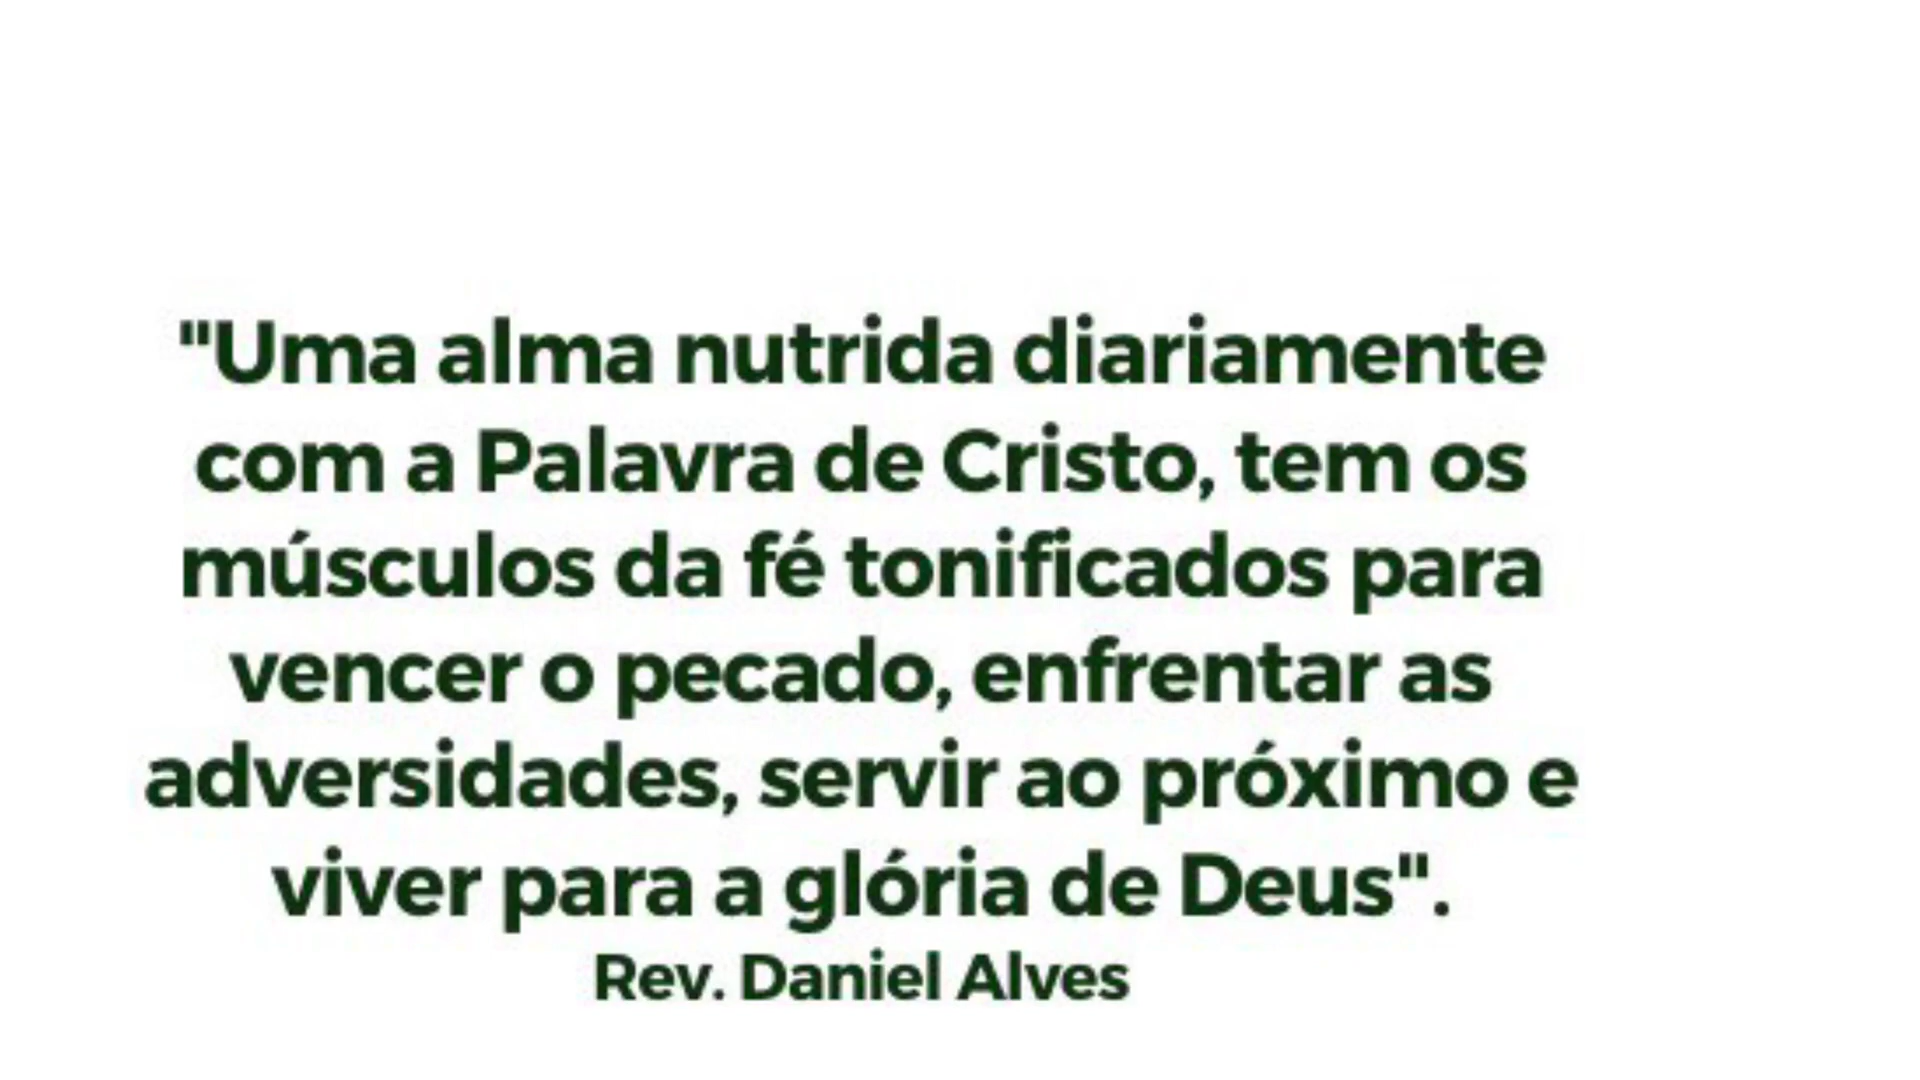 "Uma alma nutrida diariamente
com a Palavra de Cristo, tem os
músculos da fé tonificados para
vencer o pecado, enfrentar as
adversidades, servir ao próximo e
viver para a glória de Deus".
Rev. Daniel Alves